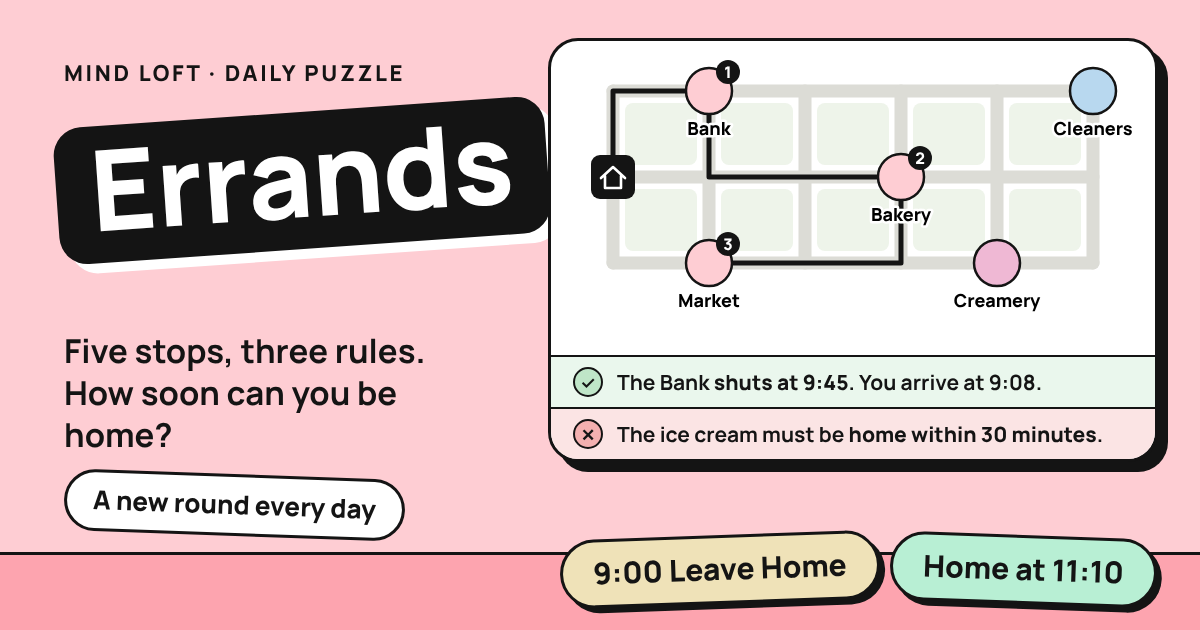 MIND LOFT · DAILY PUZZLE
Errands
Five stops, three rules.
How soon can you be
home?
A new round every day
1
Bank
Cleaners
2
Bakery
3
Market
Creamery
The Bank shuts at 9:45. You arrive at 9:08.
The ice cream must be home within 30 minutes.
9:00 Leave Home
Home at 11:10